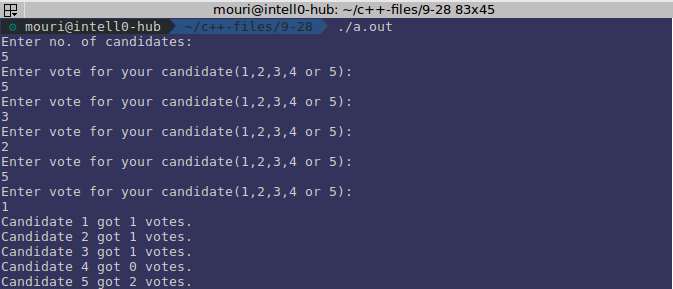 mouri@intell0-hub: ~/c++-files/9-28 83x45
mouri@intell0-hub ~/c++-files/9-28 ./a.out
Enter no. of candidates:
5
Enter vote for your candidate(1,2,3,4 or 5):
5
Enter vote for your candidate(1,2,3,4 or 5):
3
Enter vote for your candidate(1,2,3,4 or 5):
2
Enter vote for your candidate(1,2,3,4 or 5):
5
Enter vote for your candidate(1,2,3,4 or 5):
1
Candidate 1 got 1 votes.
Candidate 2 got 1 votes.
Candidate 3 got 1 votes.
Candidate 4 got 0 votes.
Candidate 5 got 2 votes.